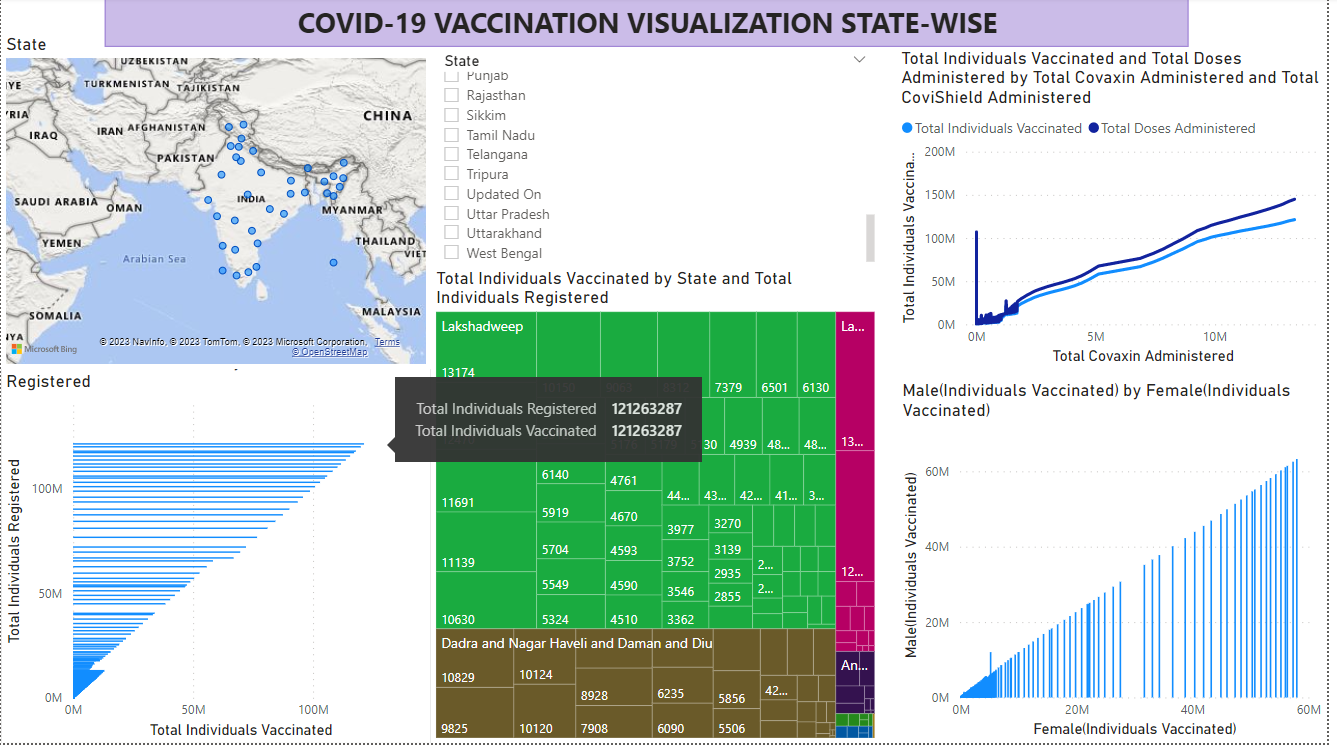 COVID-19 VACCINATION VISUALIZATION STATE-WISE
State
UZBEKISTAN
TURKMENISTAN
TAJIKISTAN
CHINA
IRAQ
IRAN
AFGHANISTAN
PAKISTAN
SAUDI ARABIA
OMAN
INDIA
MYANMAR
YEMEN
THAILAND
VIET
Arabian Sea
SOMALIA
MALAYSIA
NYA
Microsoft Bing
© 2023 NavInfo, © 2023 TomTom, © 2023 Microsoft Corporation, Terms
© OpenStreetMap
State
Punjab
Rajasthan
Sikkim
Tamil Nadu
Telangana
Tripura
Updated On
Uttar Pradesh
Uttarakhand
West Bengal
Total Individuals Vaccinated and Total Doses
Administered by Total Covaxin Administered and Total
CoviShield Administered
Total Individuals Vaccinated
Total Doses Administered
Total Individuals Vaccina...
200M
150M
100M
50M
0M
0M 5M 10M
Total Covaxin Administered
Registered
Total Individuals Registered
100M
50M
0M
0M 50M 100M
Total Individuals Vaccinated
Total Individuals Registered 121263287
Total Individuals Vaccinated 121263287
Total Individuals Vaccinated by State and Total
Individuals Registered
Lakshadweep
13174
7379 6501 6130
30 4939 48... 48...
11691
6140 4761
44... 43... 42... 41... 3...
5919 4670
3977 3270
11139
5704 4593
3752 3139
2...
2935
5549 4590
3546 2855
2...
10630
5324 4510 3362
La...
13...
12...
Dadra and Nagar Haveli and Daman and Diu
10829 10124
8928 6235 5856 42...
9825 10120 7908 6090 5506
An...
Male(Individuals Vaccinated) by Female(Individuals
Vaccinated)
Male(Individuals Vaccinated)
60M
40M
20M
0M
0M 20M 40M 60M
Female(Individuals Vaccinated)